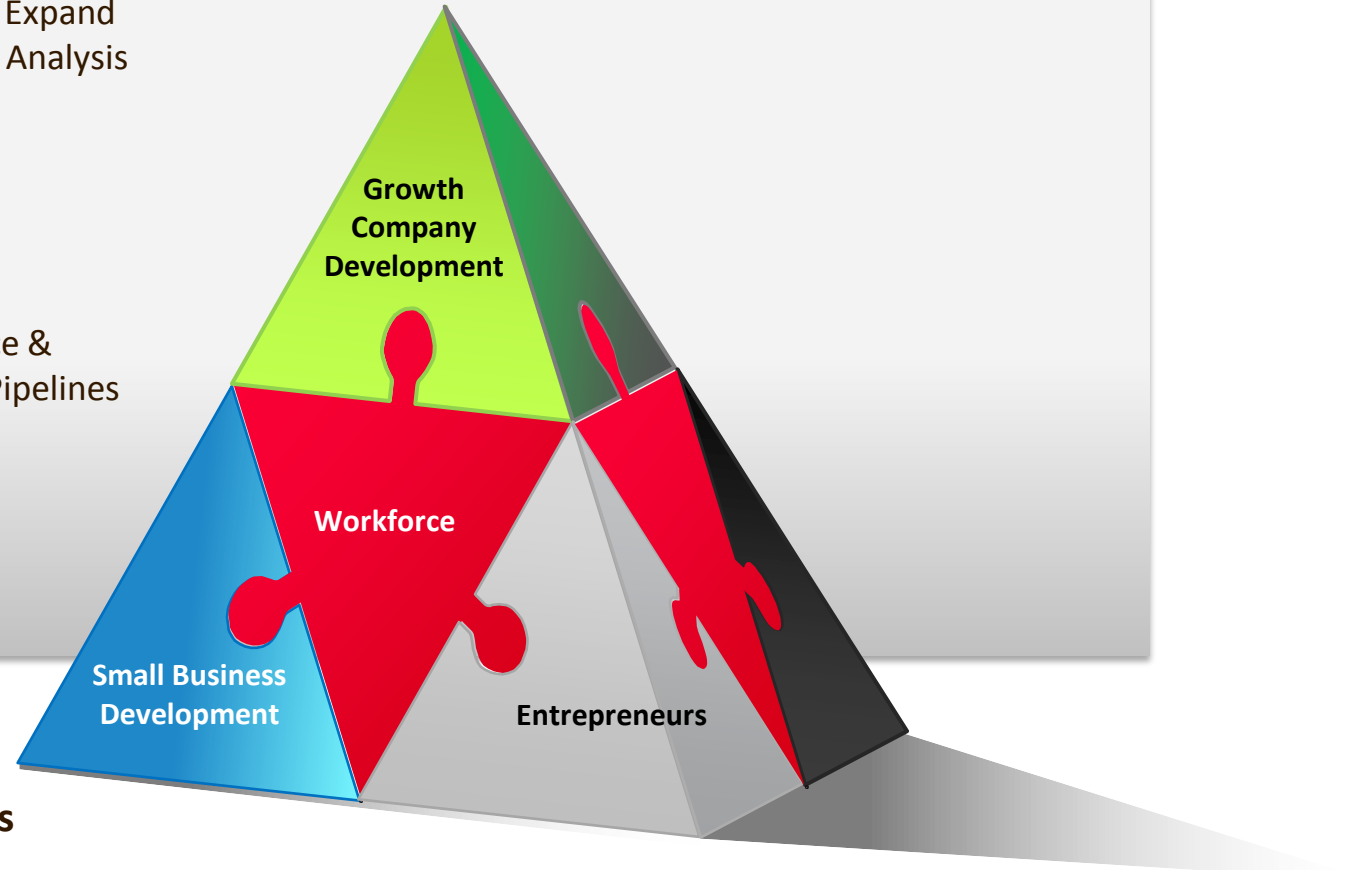 Expand
Analysis
Growth
Company
Development
&
Pipelines
Workforce
Small Business
Development
Entrepreneurs